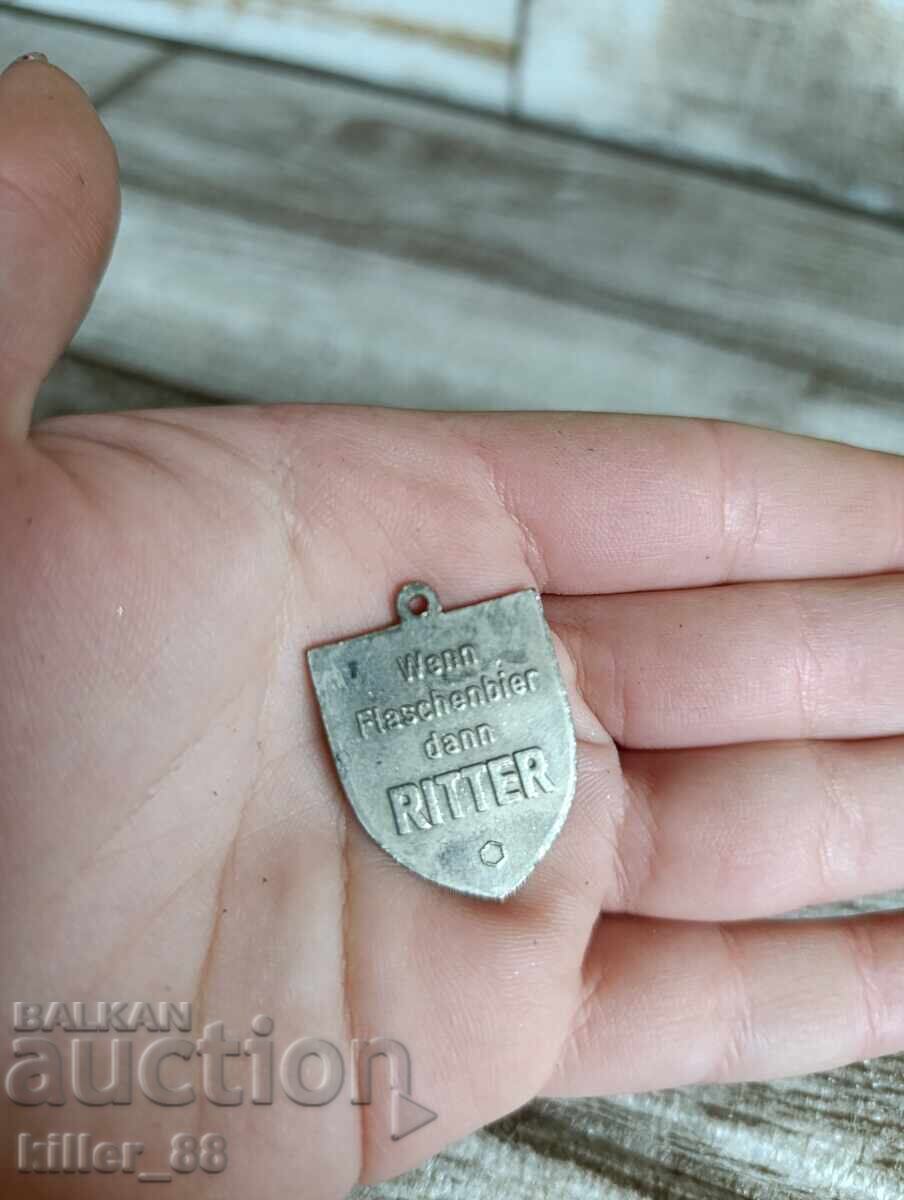 Wenn
Flaschenbier
dann
RITTER
BALKAN
auction
killer_88